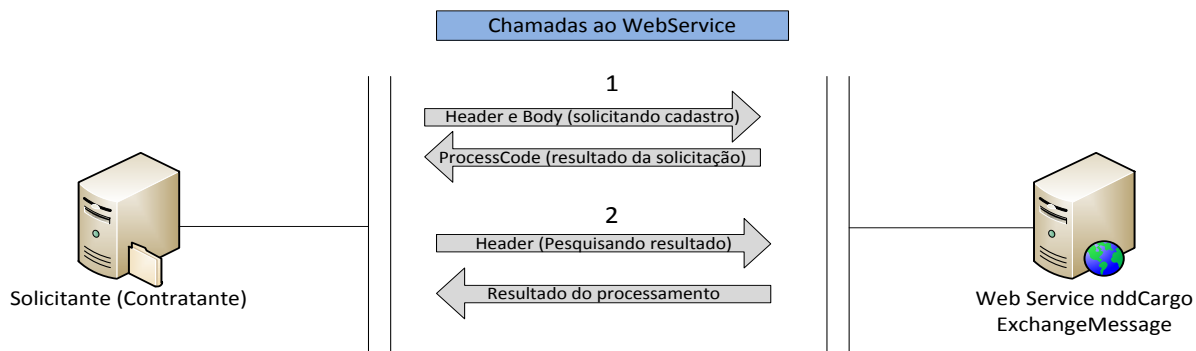 Chamadas ao WebService
1
Header e Body (solicitando cadastro)
ProcessCode (resultado da solicitação)
2
Header (Pesquisando resultado)
Resultado do processamento
Solicitante (Contratante)
Web Service nddCargo
ExchangeMessage